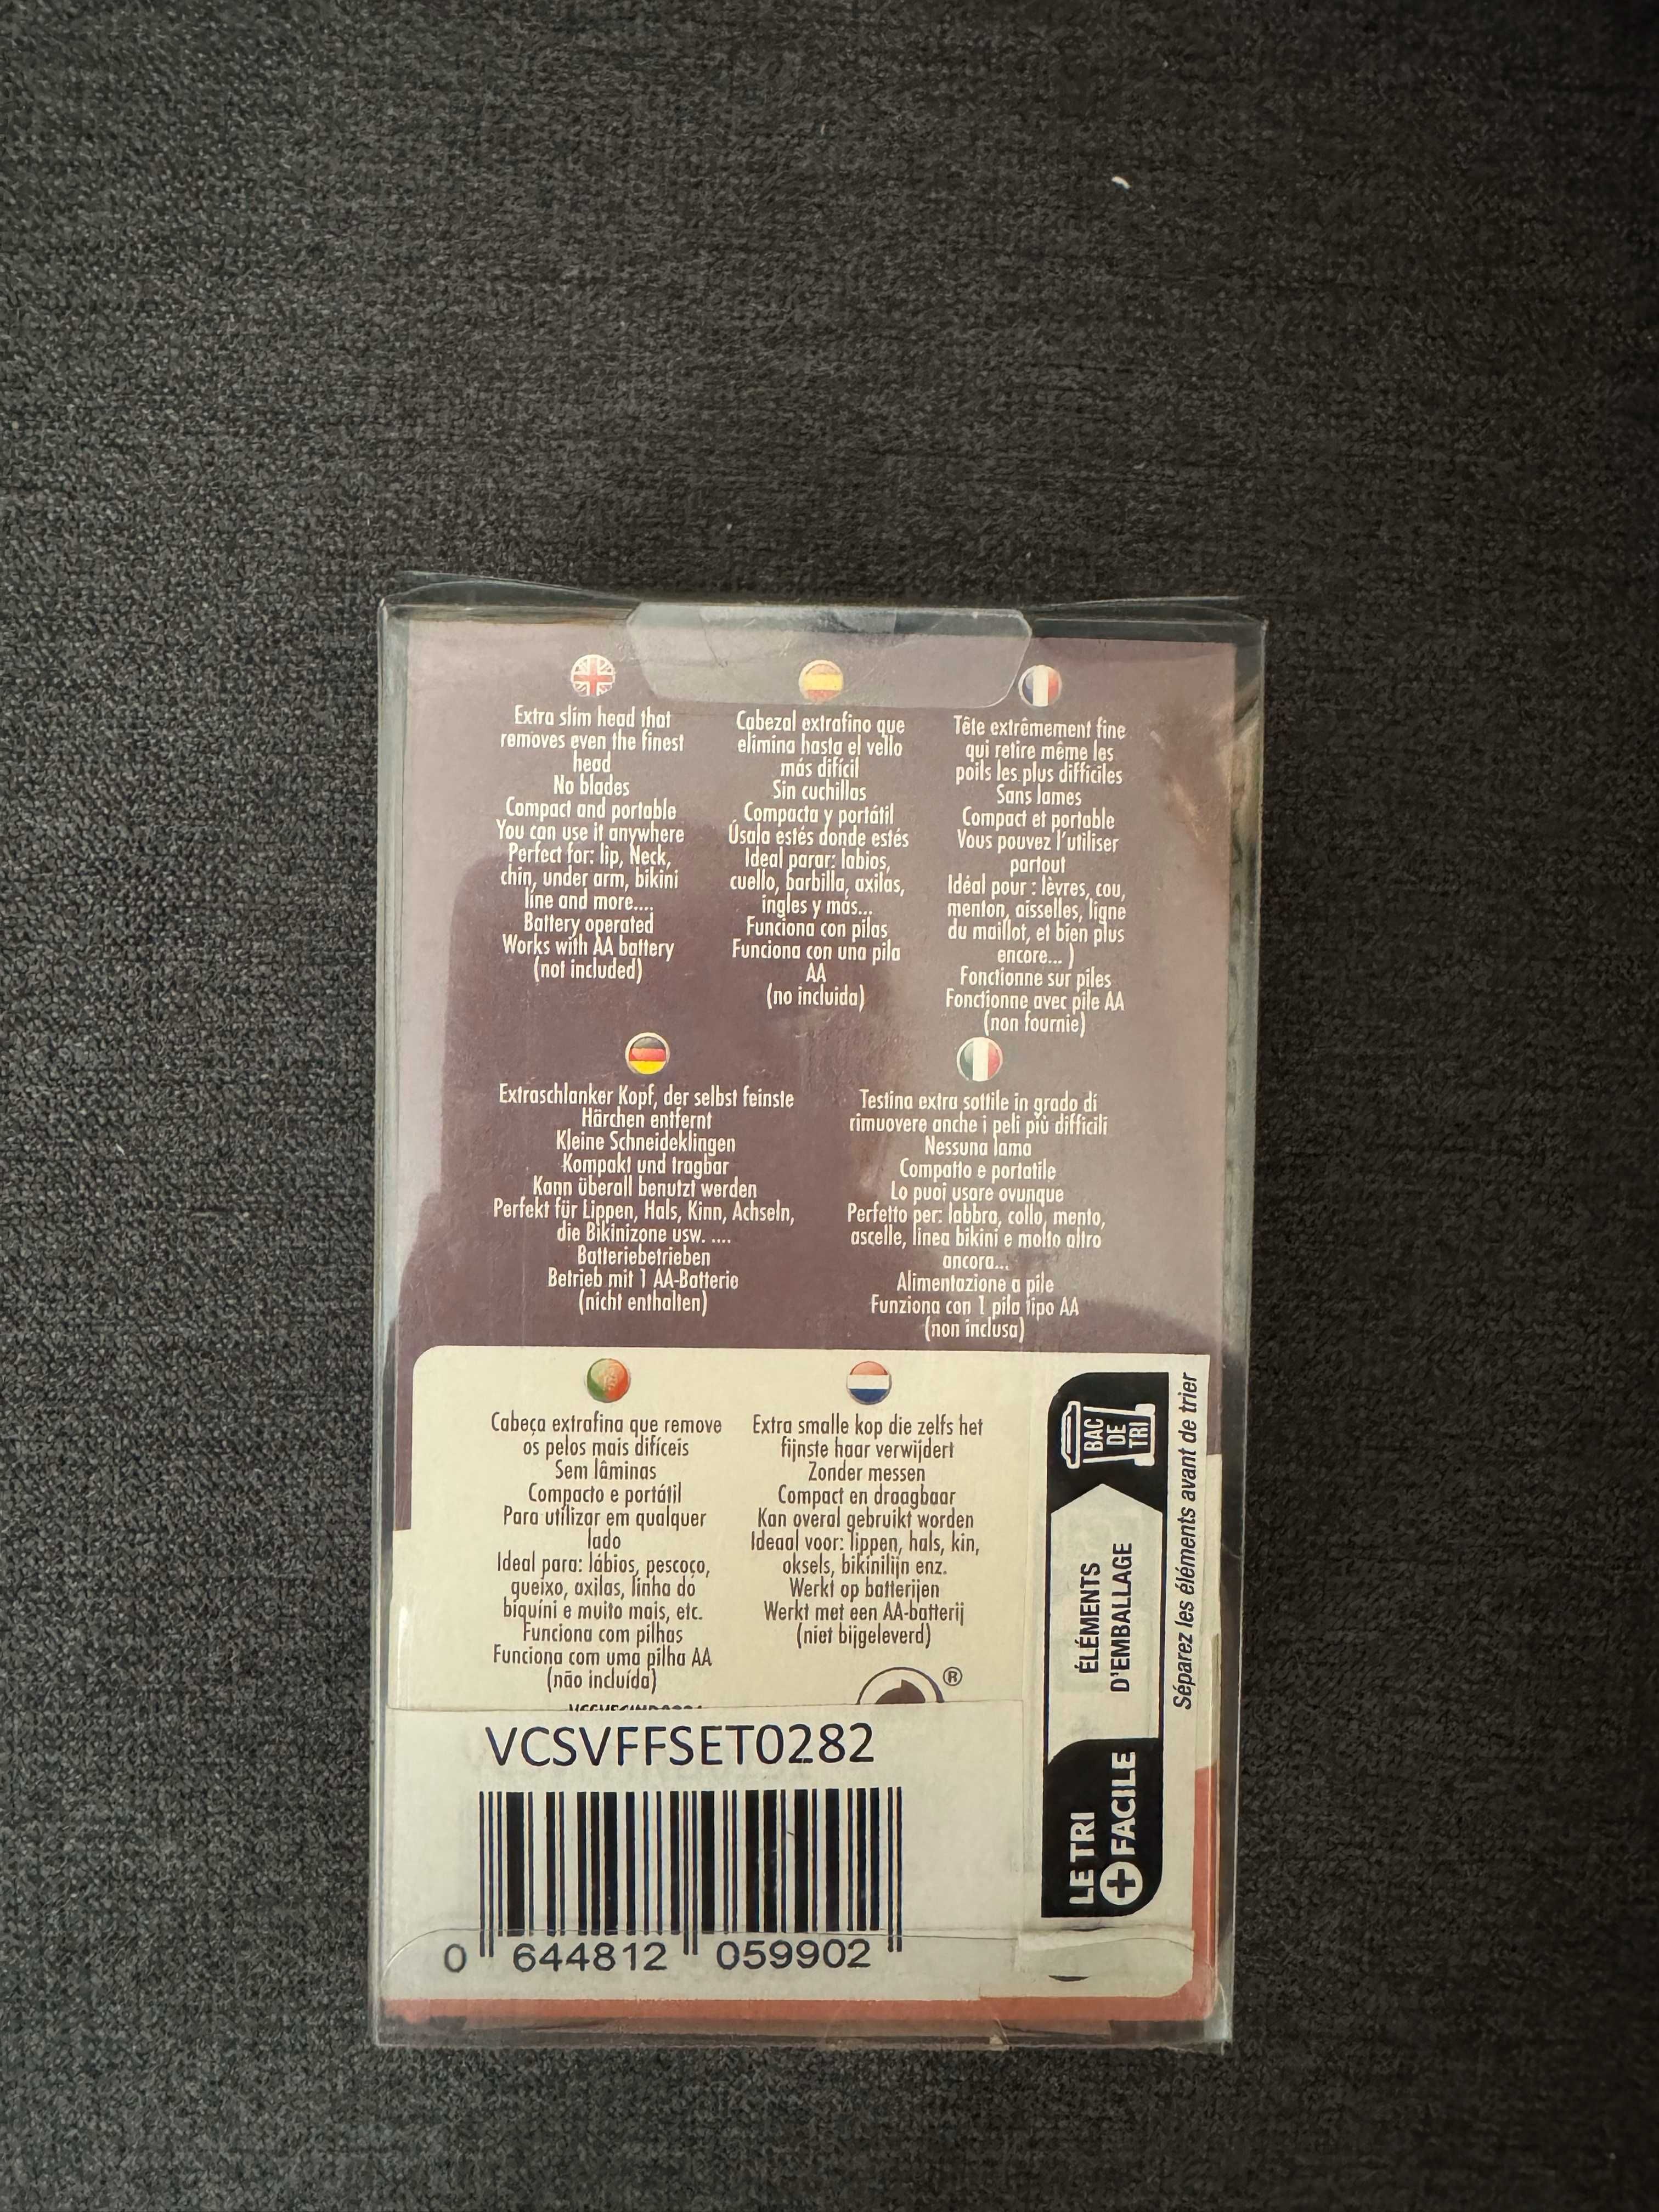 Extra slim head that
removes even the finest
head
No blades
Compact and portable
You can use it anywhere
Perfect for: lip, Neck,
chin, under arm, bikini
line and more....
Battery operated
Works with AA battery
(not included)
Cabezal extrafino que
elimina hasta el vello
más difícil
Sin cuchillas
Compacta y portátil
Úsala estés donde estés
Ideal parar: labios,
cuello, barbilla, axilas,
ingles y más...
Funciona con pilas
Funciona con una pila
AA
(no incluida)
Tête extrêmement fine
qui retire même les
poils les plus difficiles
Sans lames
Compact et portable
Vous pouvez l'utiliser
partout
Idéal pour : lèvres, cou,
menton, aisselles, ligne
du maillot, et bien plus
encore... )
Fonctionne sur piles
Fonctionne avec pile AA
(non fournie)
Extraschlanker Kopf, der selbst feinste
Härchen entfernt
Kleine Schneideklingen
Kompakt und tragbar
Kann überall benutzt werden
Perfekt für Lippen, Hals, Kinn, Achseln,
die Bikinizone usw. ....
Batteriebetrieben
Betrieb mit 1 AA-Batterie
(nicht enthalten)
Testina extra sottile in grado di
rimuovere anche i peli più difficili
Nessuna lama
Compatto e portatile
Lo puoi usare ovunque
Perfetto per: labbra, collo, mento,
ascelle, linea bikini e molto altro
ancora...
Alimentazione a pile
Funziona con 1 pila tipo AA
(non inclusa)
Cabeça extrafina que remove
os pelos mais difíceis
Sem lâminas
Compacto e portátil
Para utilizar em qualquer
lado
Ideal para: lábios, pescoço,
queixo, axilas, linha do
biquíni e muito mais, etc.
Funciona com pilhas
Funciona com uma pilha AA
(não incluída)
Extra smalle kop die zelfs het
fijnste haar verwijdert
Zonder messen
Compact en draagbaar
Kan overal gebruikt worden
Ideaal voor: lippen, hals, kin,
oksels, bikinilijn enz.
Werkt op batterijen
Werkt met een AA-batterij
(niet bijgeleverd)
®
VCSVFFSET0282
0 644812 059902
LE TRI
+ FACILE
ÉLÉMENTS
D'EMBALLAGE
BAC
DE
TRI
Séparez les éléments avant de trier